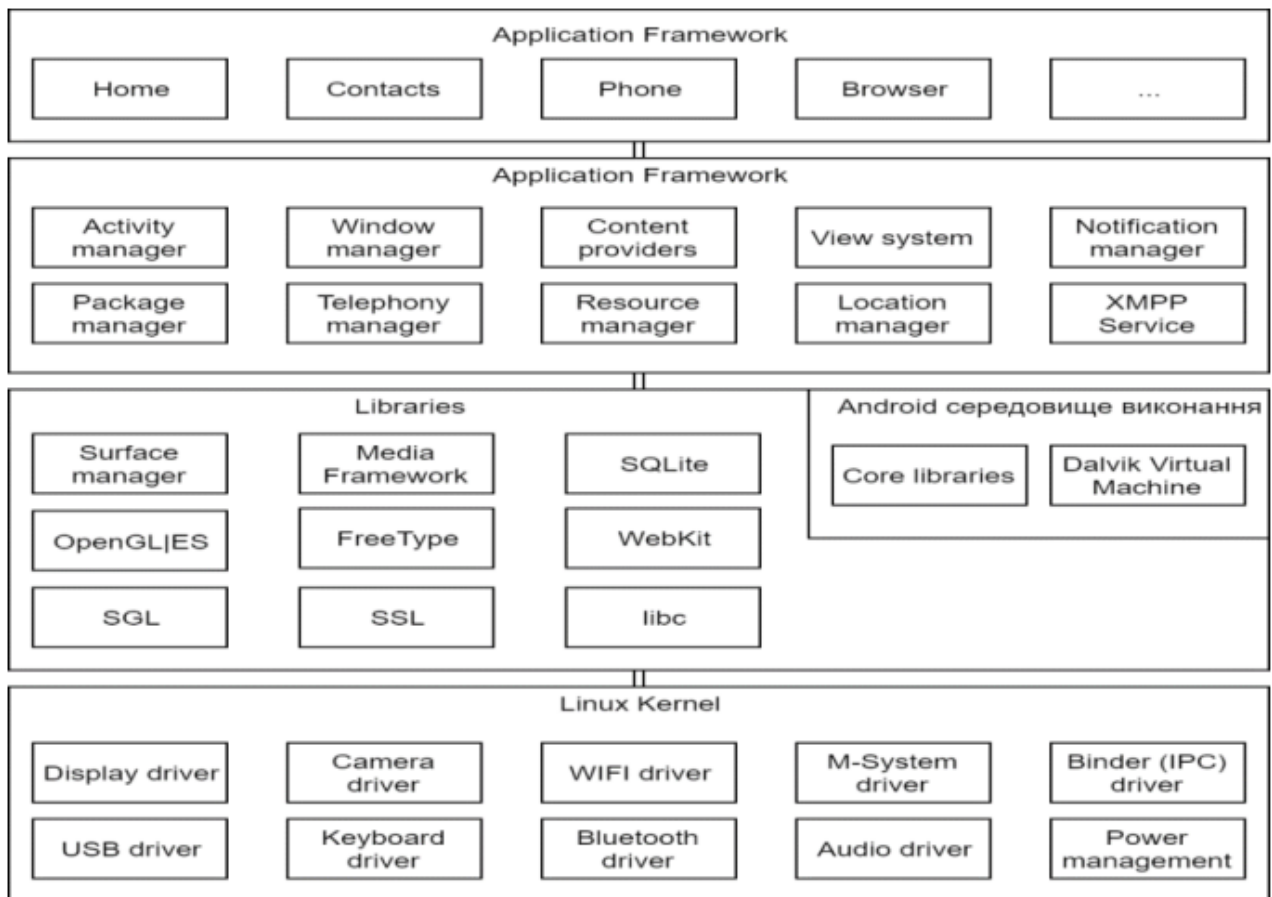 Application Framework
Home
Contacts
Phone
Browser
...
Application Framework
Activity
manager
Window
manager
Content
providers
View system
Notification
manager
Package
manager
Telephony
manager
Resource
manager
Location
manager
XMPP
Service
Libraries
Surface
manager
Media
Framework
SQLite
OpenGL|ES
FreeType
WebKit
SGL
SSL
libc
Android середовище виконання
Core libraries
Dalvik Virtual
Machine
Linux Kernel
Display driver
Camera
driver
WIFI driver
M-System
driver
Binder (IPC)
driver
USB driver
Keyboard
driver
Bluetooth
driver
Audio driver
Power
management